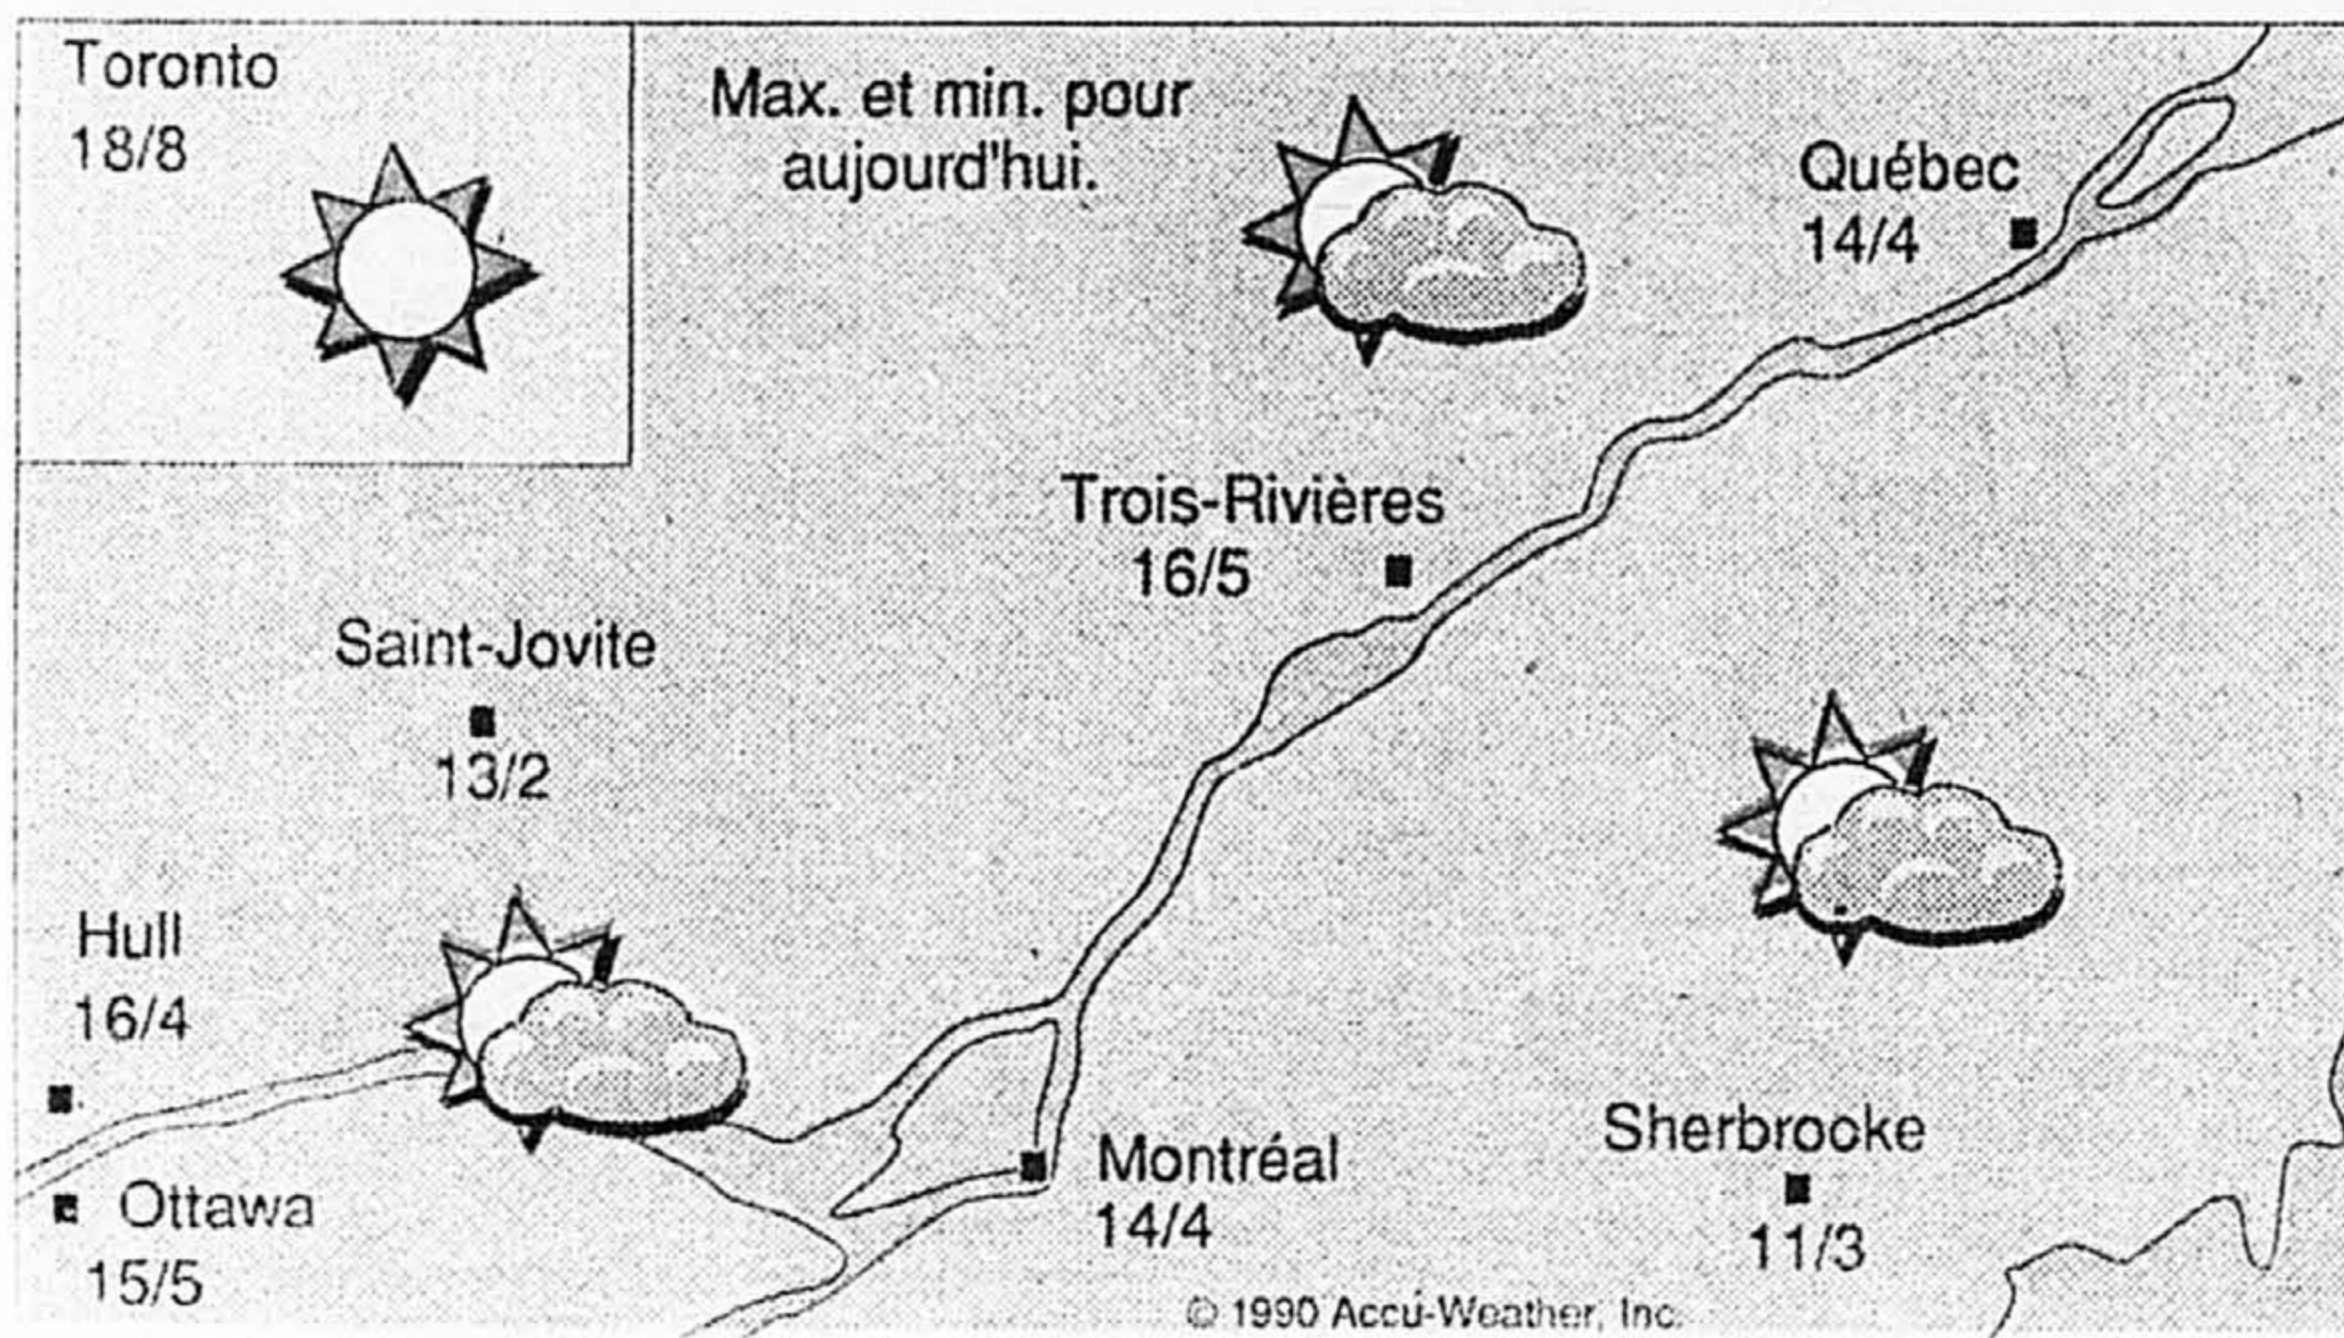 Toronto
18/8
Max. et min. pour
aujourd'hui.
Québec
14/4
Trois-Rivières
16/5
Saint-Jovite
13/2
Hull
16/4
Ottawa
15/5
Montréal
14/4
Sherbrooke
11/3
© 1990 Accu-Weather, Inc.